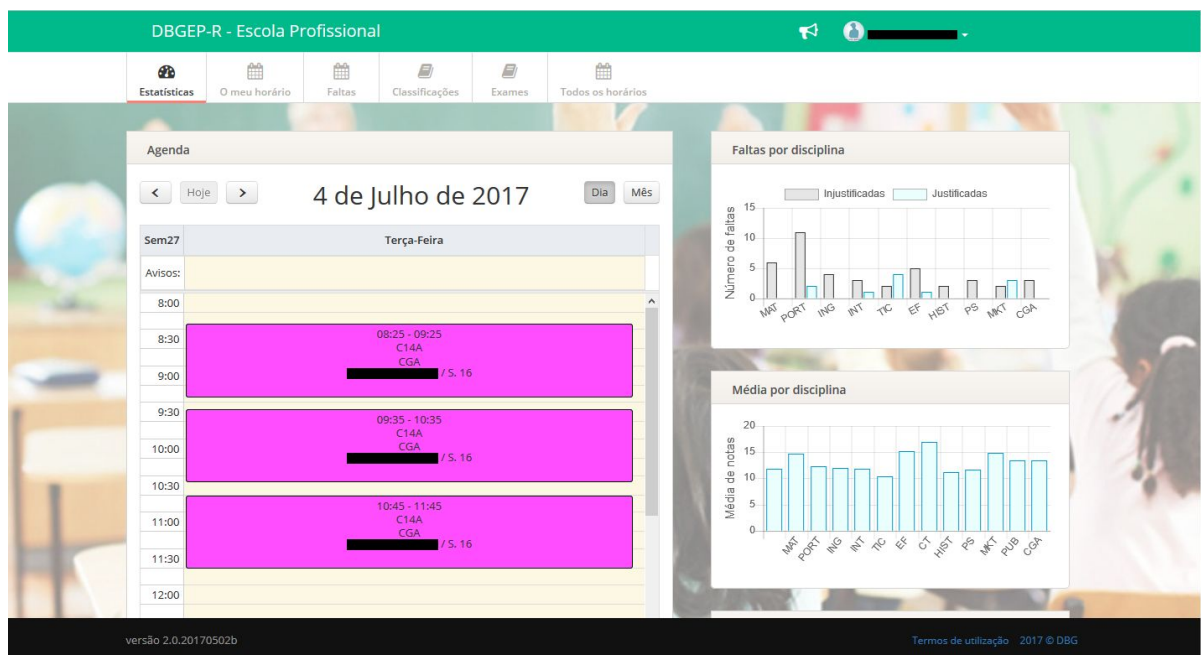 DBGEP-R - Escola Profissional
Estatísticas
O meu horário
Faltas
Classificações
Exames
Todos os horários
Agenda
Hoje
4 de Julho de 2017
Dia
Mês
Sem27
Terça-Feira
Avisos:
8:00
8:30
9:00
9:30
10:00
10:30
11:00
11:30
12:00
08:25 - 09:25
C14A
CGA
/ S. 16
09:35 - 10:35
C14A
CGA
/ S. 16
10:45 - 11:45
C14A
CGA
/ S. 16
Faltas por disciplina
Injustificadas
Justificadas
Número de faltas
15
10
5
0
MAT
PORT
ING
INT
TIC
EF
HIST
PS
MKT
CGA
Média por disciplina
Média de notas
20
15
10
5
0
MAT
PORT
ING
INT
TIC
EF
CT
HIST
PS
MKT
PUB
CGA
versão 2.0.20170502b
Termos de utilização
2017 © DBG